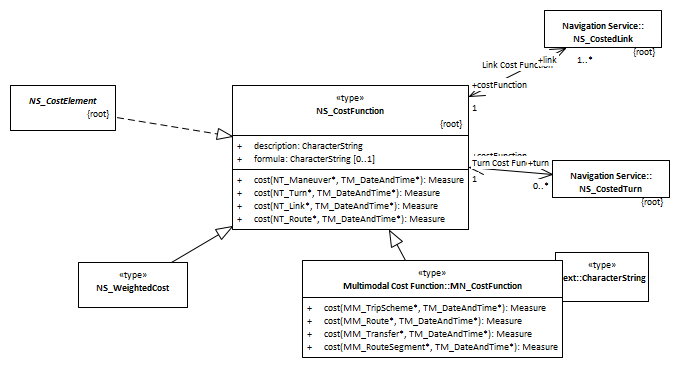 Navigation Service::
NS_CostedLink
{root}
Link Cost Function
+link
1..*
+costFunction
1
NS_CostElement
{root}
«type»
NS_CostFunction
{root}
+ description: CharacterString
+ formula: CharacterString [0..1]
+ cost(NT_Maneuver*, TM_DateAndTime*): Measure
+ cost(NT_Turn*, TM_DateAndTime*): Measure
+ cost(NT_Link*, TM_DateAndTime*): Measure
+ cost(NT_Route*, TM_DateAndTime*): Measure
+costFunction
Turn Cost Func
+turn
1
0..*
Navigation Service::
NS_CostedTurn
{root}
«type»
NS_WeightedCost
«type»
Multimodal Cost Function::MN_CostFunction
+ cost(MM_TripScheme*, TM_DateAndTime*): Measure
+ cost(MM_Route*, TM_DateAndTime*): Measure
+ cost(MM_Transfer*, TM_DateAndTime*): Measure
+ cost(MM_RouteSegment*, TM_DateAndTime*): Measure
«type»
ext::CharacterString